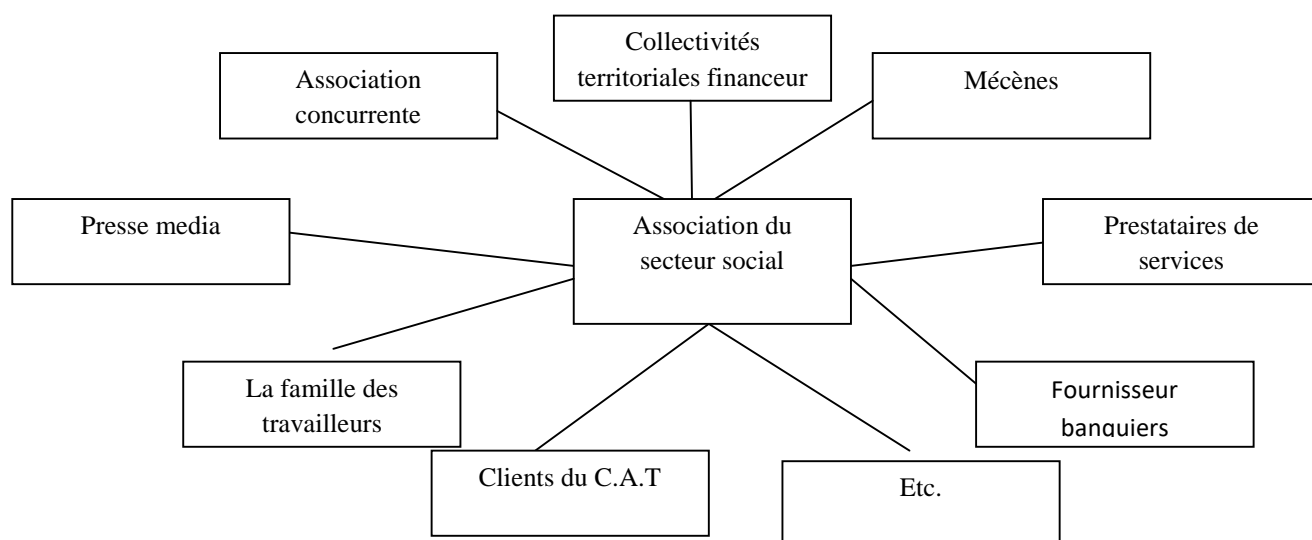 Collectivités
territoriales financeur
Association
concurrente
Mécènes
Presse media
Association du
secteur social
Prestataires de
services
La famille des
travailleurs
Fournisseur
banquiers
Clients du C.A.T
Etc.